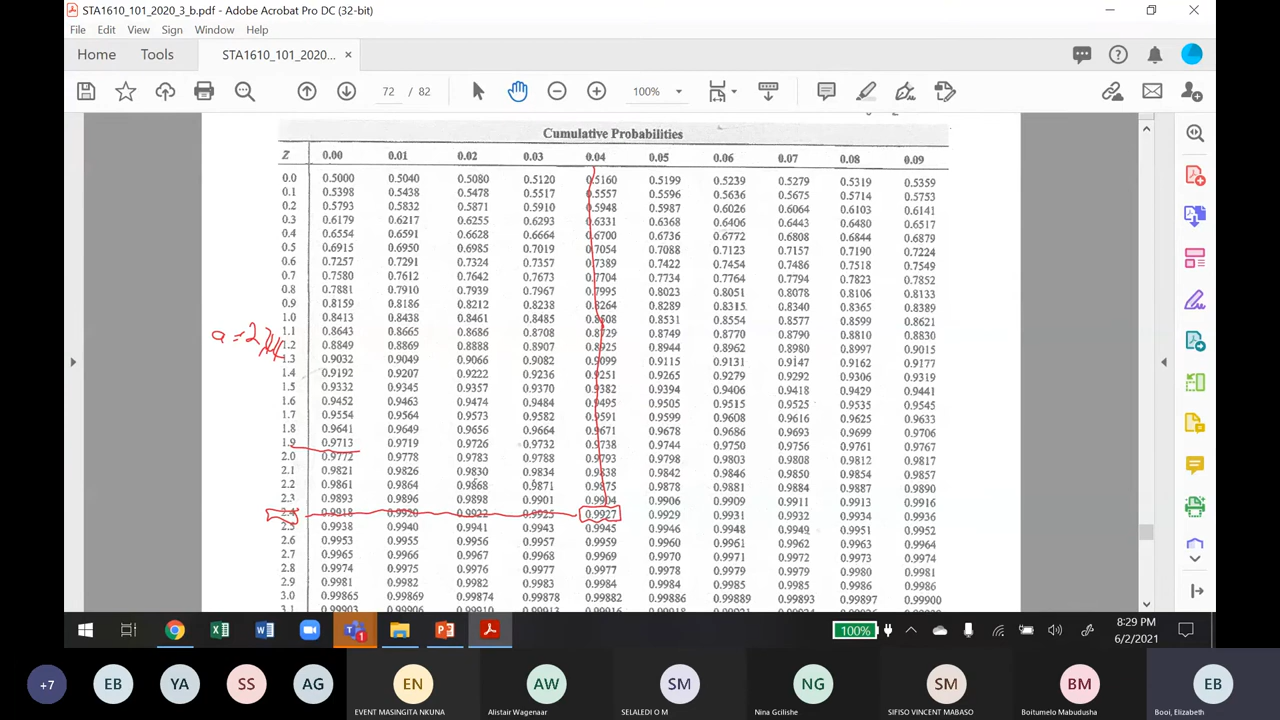 STA1610_101_2020_3_b.pdf - Adobe Acrobat Pro DC (32-bit)
File Edit View Sign Window Help
Home Tools STA1610_101_2020... ×
72 / 82 100%
Cumulative Probabilities
Z 0.00 0.01 0.02 0.03 0.04 0.05 0.06 0.07 0.08 0.09
0.0 0.5000 0.5040 0.5080 0.5120 0.5160 0.5199 0.5239 0.5279 0.5319 0.5359
0.1 0.5398 0.5438 0.5478 0.5517 0.5557 0.5596 0.5636 0.5675 0.5714 0.5753
0.2 0.5793 0.5832 0.5871 0.5910 0.5948 0.5987 0.6026 0.6064 0.6103 0.6141
0.3 0.6179 0.6217 0.6255 0.6293 0.6331 0.6368 0.6406 0.6443 0.6480 0.6517
0.4 0.6554 0.6591 0.6628 0.6664 0.6700 0.6736 0.6772 0.6808 0.6844 0.6879
0.5 0.6915 0.6950 0.6985 0.7019 0.7054 0.7088 0.7123 0.7157 0.7190 0.7224
0.6 0.7257 0.7291 0.7324 0.7357 0.7389 0.7422 0.7454 0.7486 0.7518 0.7549
0.7 0.7580 0.7612 0.7642 0.7673 0.7704 0.7734 0.7764 0.7794 0.7823 0.7852
0.8 0.7881 0.7910 0.7939 0.7967 0.7995 0.8023 0.8051 0.8078 0.8106 0.8133
0.9 0.8159 0.8186 0.8212 0.8238 0.8264 0.8289 0.8315 0.8340 0.8365 0.8389
1.0 0.8413 0.8438 0.8461 0.8485 0.8508 0.8531 0.8554 0.8577 0.8599 0.8621
1.1 0.8643 0.8665 0.8686 0.8708 0.8729 0.8749 0.8770 0.8790 0.8810 0.8830
a = 2
1.2 0.8849 0.8869 0.8888 0.8907 0.8925 0.8944 0.8962 0.8980 0.8997 0.9015
1.3 0.9032 0.9049 0.9066 0.9082 0.9099 0.9115 0.9131 0.9147 0.9162 0.9177
1.4 0.9192 0.9207 0.9222 0.9236 0.9251 0.9265 0.9279 0.9292 0.9306 0.9319
1.5 0.9332 0.9345 0.9357 0.9370 0.9382 0.9394 0.9406 0.9418 0.9429 0.9441
1.6 0.9452 0.9463 0.9474 0.9484 0.9495 0.9505 0.9515 0.9525 0.9535 0.9545
1.7 0.9554 0.9564 0.9573 0.9582 0.9591 0.9599 0.9608 0.9616 0.9625 0.9633
1.8 0.9641 0.9649 0.9656 0.9664 0.9671 0.9678 0.9686 0.9693 0.9699 0.9706
1.9 0.9713 0.9719 0.9726 0.9732 0.9738 0.9744 0.9750 0.9756 0.9761 0.9767
2.0 0.9772 0.9778 0.9783 0.9788 0.9793 0.9798 0.9803 0.9808 0.9812 0.9817
2.1 0.9821 0.9826 0.9830 0.9834 0.9838 0.9842 0.9846 0.9850 0.9854 0.9857
2.2 0.9861 0.9864 0.9868 0.9871 0.9875 0.9878 0.9881 0.9884 0.9887 0.9890
2.3 0.9893 0.9896 0.9898 0.9901 0.9904 0.9906 0.9909 0.9911 0.9913 0.9916
2.4 0.9918 0.9920 0.9922 0.9925 0.9927 0.9929 0.9931 0.9932 0.9934 0.9936
2.5 0.9938 0.9940 0.9941 0.9943 0.9945 0.9946 0.9948 0.9949 0.9951 0.9952
2.6 0.9953 0.9955 0.9956 0.9957 0.9959 0.9960 0.9961 0.9962 0.9963 0.9964
2.7 0.9965 0.9966 0.9967 0.9968 0.9969 0.9970 0.9971 0.9972 0.9973 0.9974
2.8 0.9974 0.9975 0.9976 0.9977 0.9977 0.9978 0.9979 0.9979 0.9980 0.9981
2.9 0.9981 0.9982 0.9982 0.9983 0.9984 0.9984 0.9985 0.9985 0.9986 0.9986
3.0 0.99865 0.99869 0.99874 0.99878 0.99882 0.99886 0.99889 0.99893 0.99897 0.99900
3.1 0.99903 0.99906 0.99910
100% 8:29 PM
6/2/2021
+7 EB YA SS AG EN AW SM NG SM BM EB
EVENT MASINGITA NKUNA Alistair Wagenaar SELALEDI O M Nina Grilishe SIFISO VINCENT MABASO Boitumelo Mabudusha Booi, Elizabeth